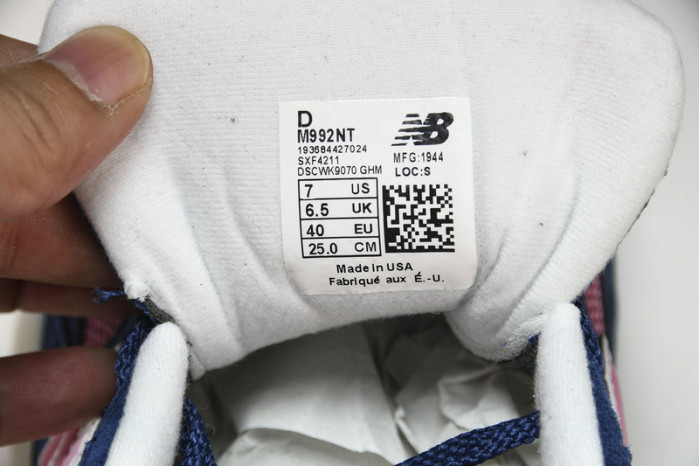 D
M992NT
193684427024
SXF4211
DSCWK9070 GHM
NB
MFG:1944
LOC:S
7 US
6.5 UK
40 EU
25.0 CM
Made in USA
Fabriqué aux É.-U.